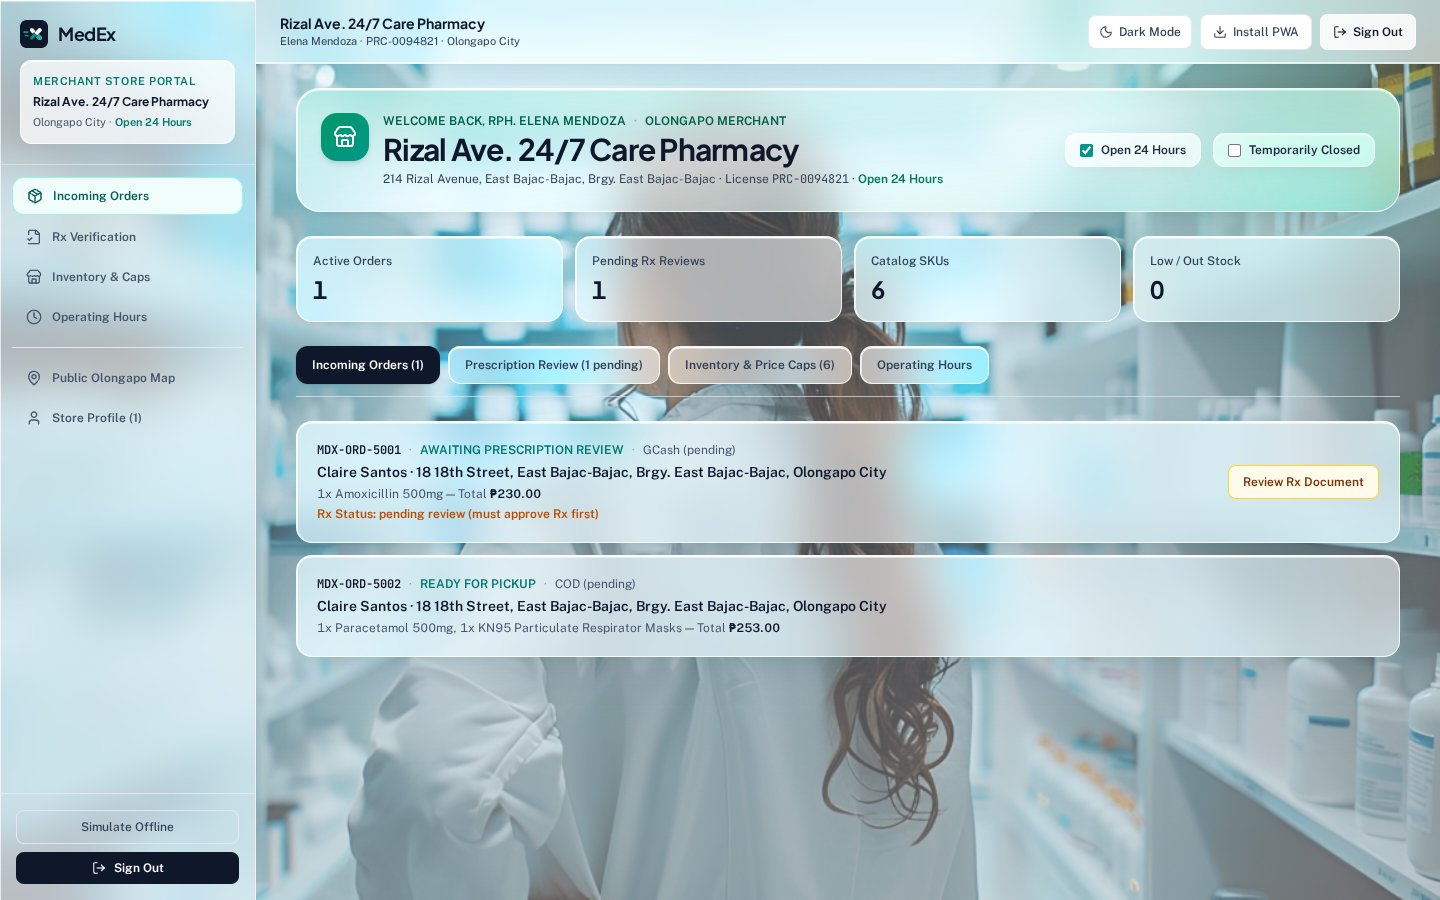 MedEx
MERCHANT STORE PORTAL
Rizal Ave. 24/7 Care Pharmacy
Olongapo City · Open 24 Hours
Incoming Orders
Rx Verification
Inventory & Caps
Operating Hours
Public Olongapo Map
Store Profile (1)
Simulate Offline
Sign Out
Rizal Ave. 24/7 Care Pharmacy
Elena Mendoza · PRC-0094821 · Olongapo City
Dark Mode
Install PWA
Sign Out
WELCOME BACK, RPH. ELENA MENDOZA · OLONGAPO MERCHANT
Rizal Ave. 24/7 Care Pharmacy
214 Rizal Avenue, East Bajac-Bajac, Brgy. East Bajac-Bajac · License PRC-0094821 · Open 24 Hours
Open 24 Hours
Temporarily Closed
Active Orders
1
Pending Rx Reviews
1
Catalog SKUs
6
Low / Out Stock
0
Incoming Orders (1)
Prescription Review (1 pending)
Inventory & Price Caps (6)
Operating Hours
MDX-ORD-5001 · AWAITING PRESCRIPTION REVIEW · GCash (pending)
Claire Santos · 18 18th Street, East Bajac-Bajac, Brgy. East Bajac-Bajac, Olongapo City
1x Amoxicillin 500mg — Total ₱230.00
Rx Status: pending review (must approve Rx first)
Review Rx Document
MDX-ORD-5002 · READY FOR PICKUP · COD (pending)
Claire Santos · 18 18th Street, East Bajac-Bajac, Brgy. East Bajac-Bajac, Olongapo City
1x Paracetamol 500mg, 1x KN95 Particulate Respirator Masks — Total ₱253.00